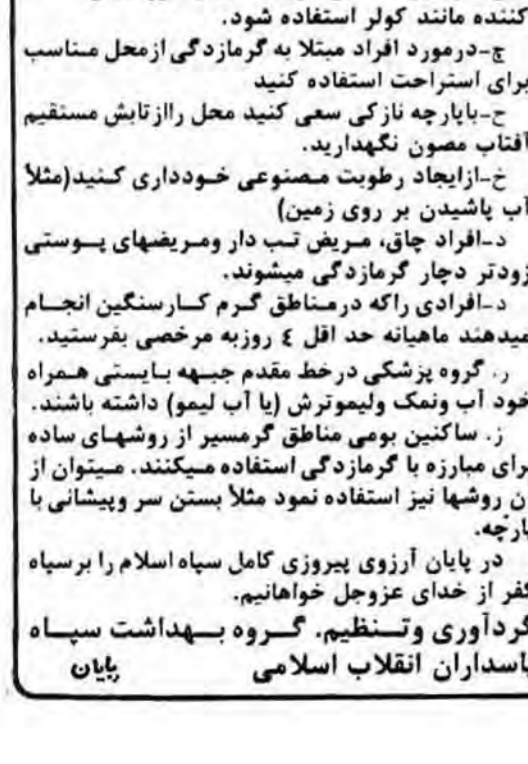 کننده مانند کولر استفاده شود.
چ-درمورد افراد مبتلا به گرمازدگی ازمحل مناسب
برای استراحت استفاده کنید
ح-باپارچه نازکی سعی کنید محل رااز تابش مستقیم
آفتاب مصون نگهدارید.
خ-ازایجاد رطوبت مصنوعی خودداری کنید(مثلاً
آب پاشیدن بر روی زمین)
د-افراد چاق، مریض تب دار ومریضهای پوستی
زودتر دچار گرمازدگی میشوند.
د-افرادی راکه درمناطق گرم کارسنگین انجام
میدهند ماهیانه حد اقل ٤ روزبه مرخصی بفرستید.
ر. گروه پزشکی درخط مقدم جبهه بایستی همراه
خود آب ونمک ولیموترش (یا آب لیمو) داشته باشند.
ز. ساکنین بومی مناطق گرمسیر از روشهای ساده
برای مبارزه با گرمازدگی استفاده میکنند. میتوان از
ن روشها نیز استفاده نمود مثلاً بستن سر وپیشانی با
پارچه.
در پایان آرزوی پیروزی کامل سپاه اسلام را برسپاه
کفر از خدای عزوجل خواهانیم.
گردآوری وتنظیم. گروه بهداشت سپاه
پاسداران انقلاب اسلامی پایان